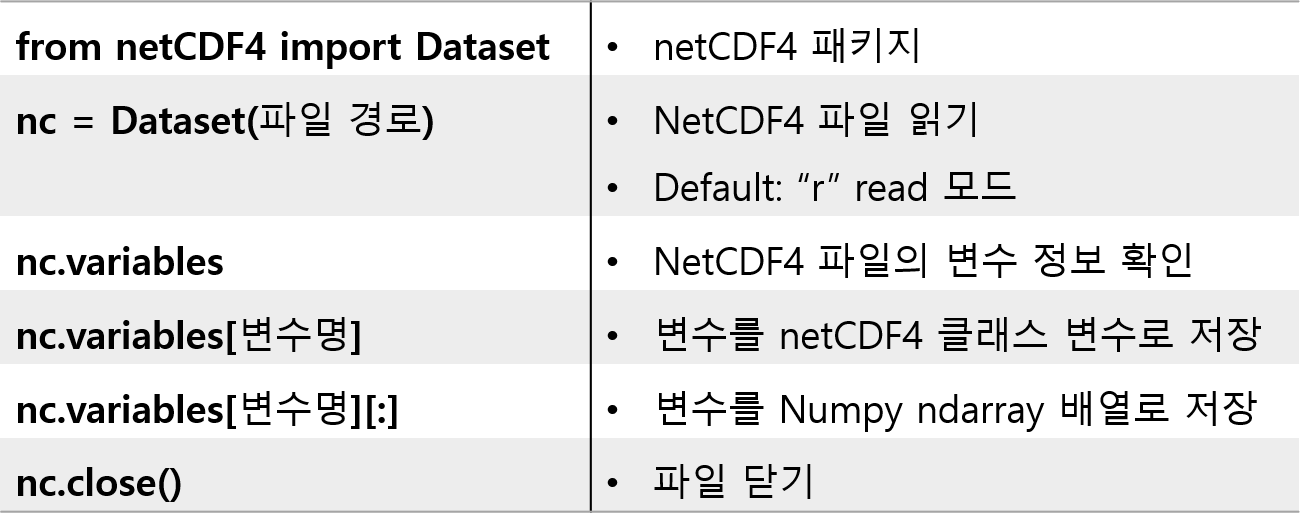 from netCDF4 import Dataset • netCDF4 패키지
nc = Dataset(파일 경로) • NetCDF4 파일 읽기
• Default: “r” read 모드
nc.variables • NetCDF4 파일의 변수 정보 확인
nc.variables[변수명] • 변수를 netCDF4 클래스 변수로 저장
nc.variables[변수명][:] • 변수를 Numpy ndarray 배열로 저장
nc.close() • 파일 닫기